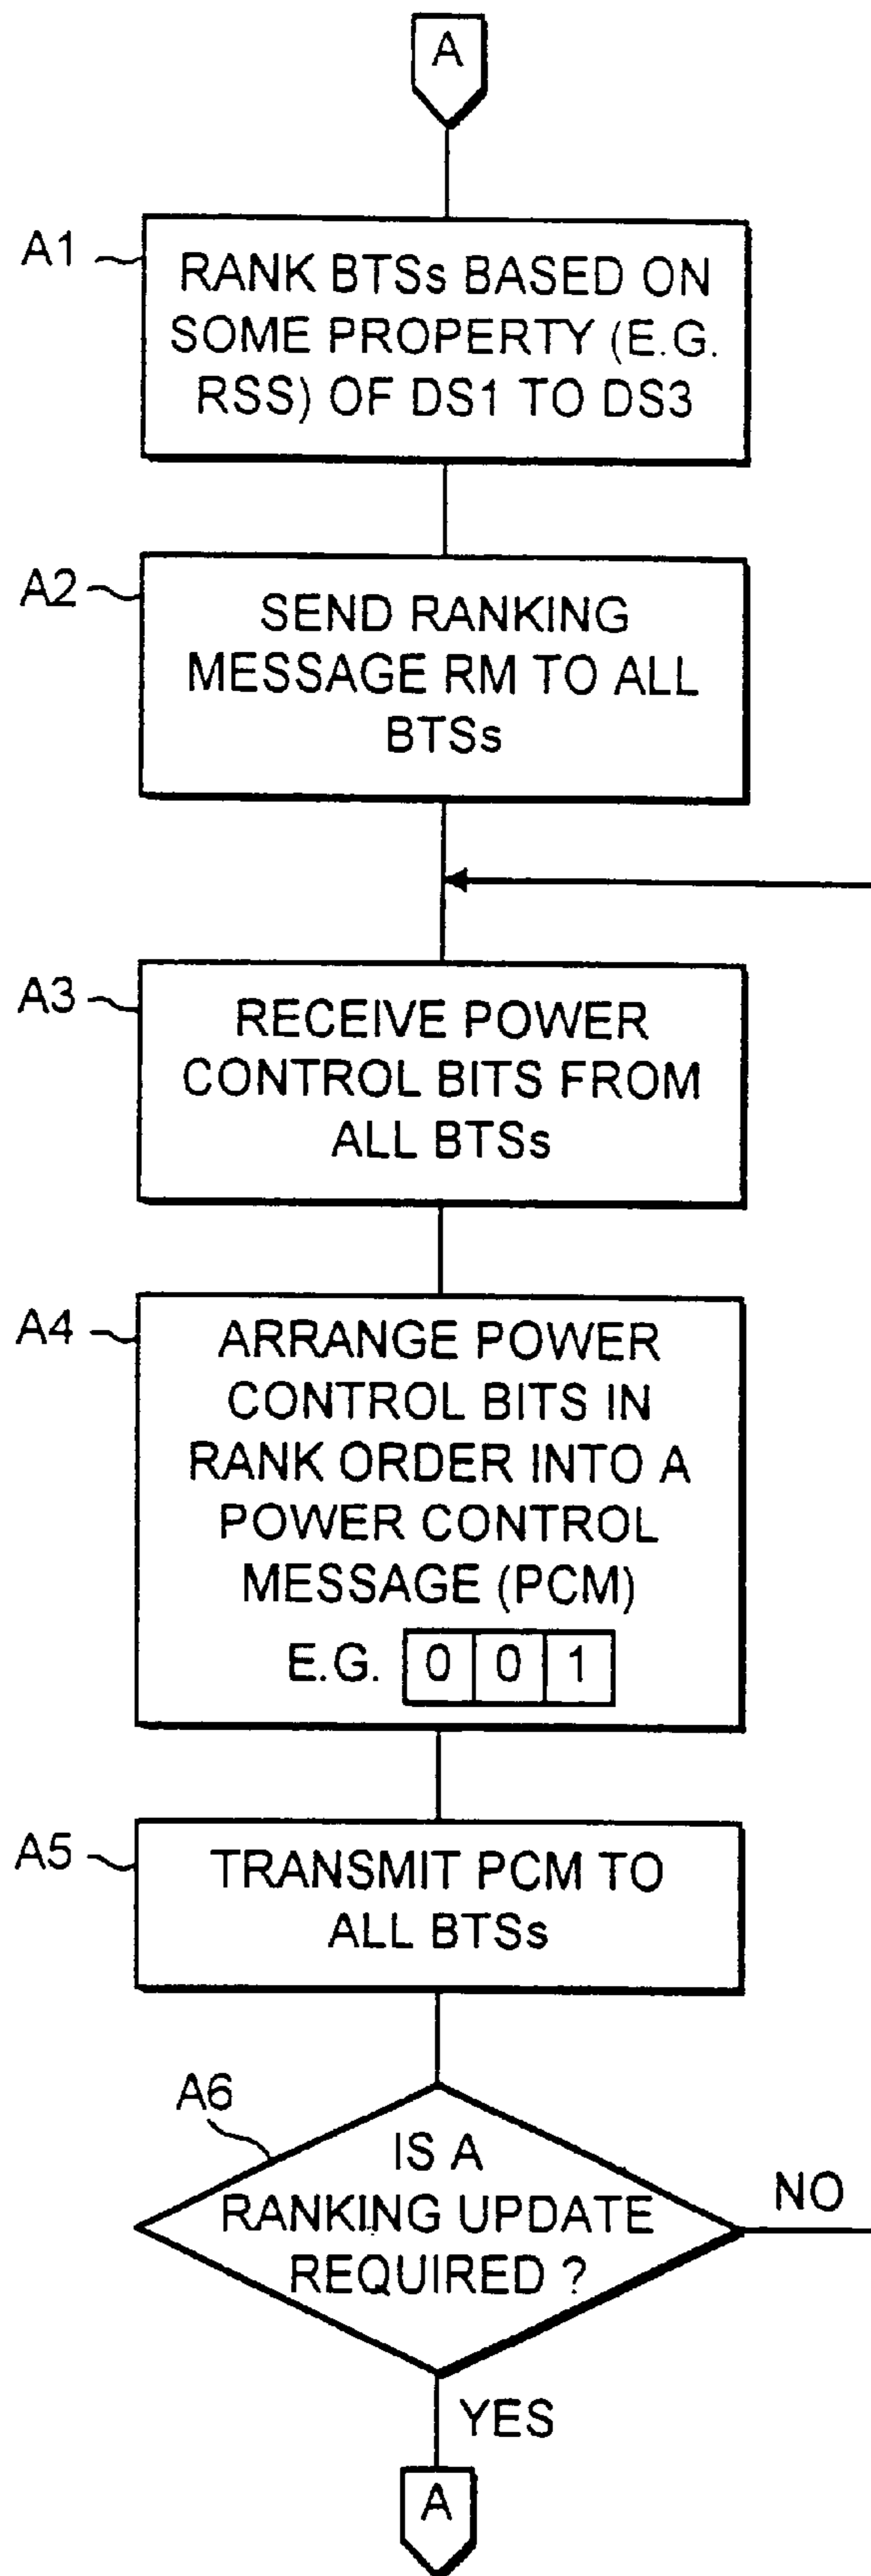 A
A1
RANK BTSs BASED ON
SOME PROPERTY (E.G.
RSS) OF DS1 TO DS3
A2
SEND RANKING
MESSAGE RM TO ALL
BTSs
A3
RECEIVE POWER
CONTROL BITS FROM
ALL BTSs
A4
ARRANGE POWER
CONTROL BITS IN
RANK ORDER INTO A
POWER CONTROL
MESSAGE (PCM)
E.G. 0 0 1
A5
TRANSMIT PCM TO
ALL BTSs
A6
IS A
RANKING UPDATE
REQUIRED ?
NO
YES
A